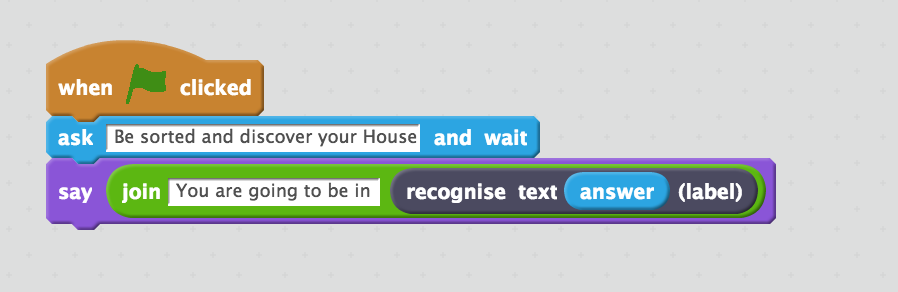 when clicked
ask Be sorted and discover your House and wait
say join You are going to be in recognise text answer (label)